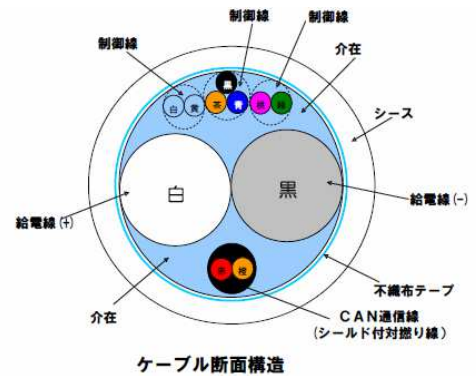 制御線
制御線
制御線
介在
シース
黒
白
黄
茶
青
桃
緑
白
黒
給電線(+)
給電線(-)
赤
橙
介在
不織布テープ
CAN通信線
(シールド付対撚り線)
ケーブル断面構造